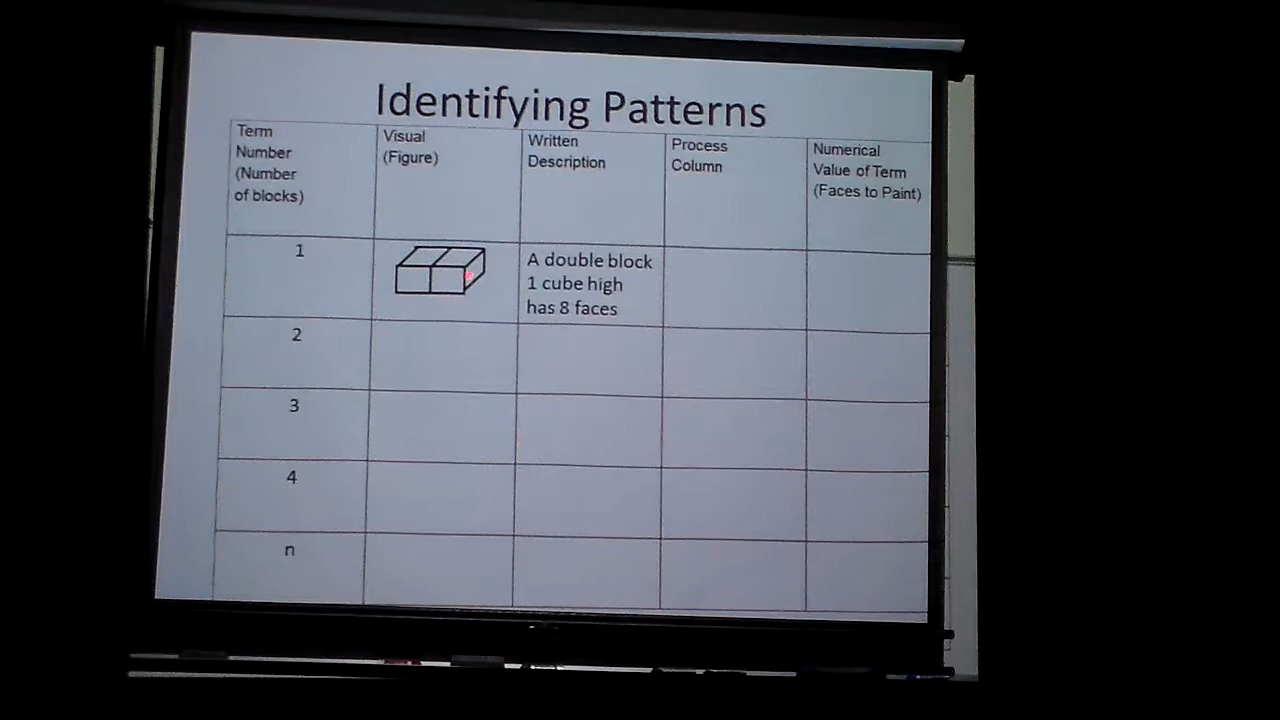 Identifying Patterns
Term
Number
(Number
of blocks)
Visual
(Figure)
Written
Description
Process
Column
Numerical
Value of Term
(Faces to Paint)
1
A double block
1 cube high
has 8 faces
2
3
4
n